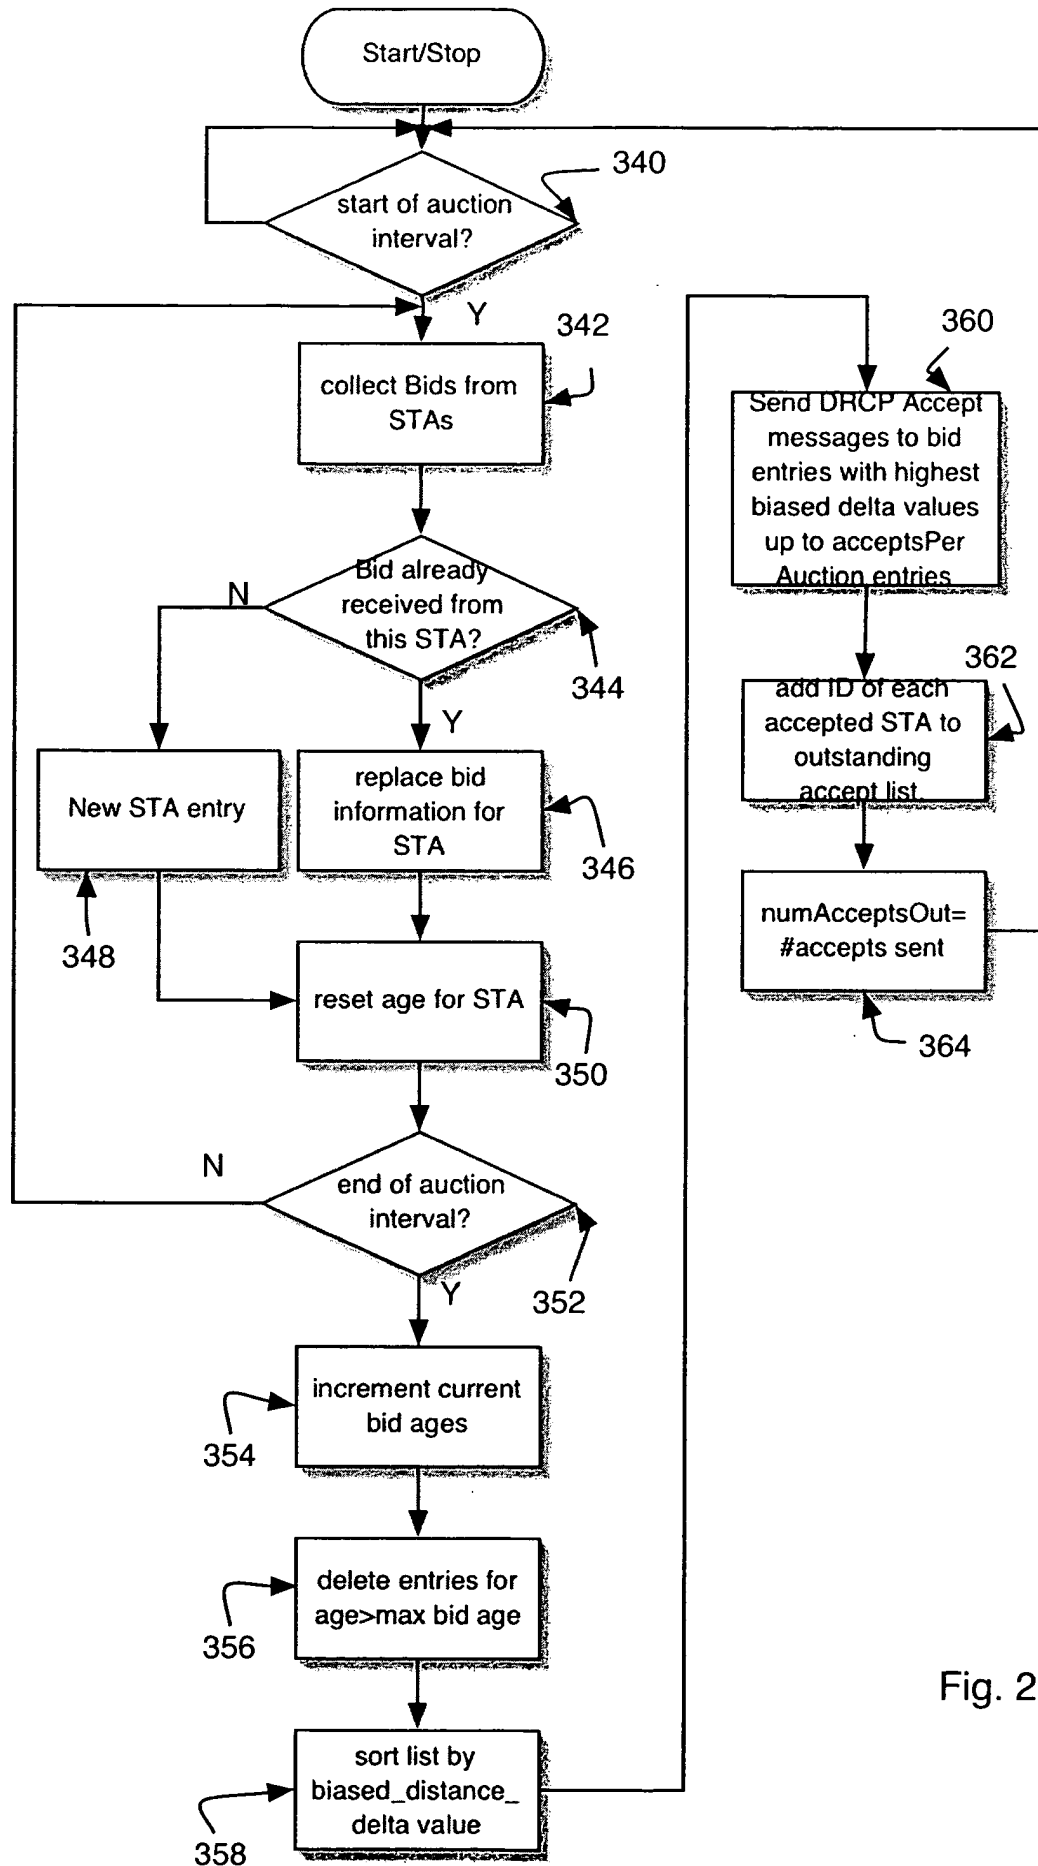 Start/Stop
340
start of auction
interval?
Y
342
collect Bids from
STAs
Bid already
received from
this STA?
N
344
Y
New STA entry
replace bid
information for
STA
346
348
reset age for STA
350
N
end of auction
interval?
Y
352
increment current
bid ages
354
delete entries for
age>max bid age
356
sort list by
biased_distance_
delta value
358
360
Send DRCP Accept
messages to bid
entries with highest
biased delta values
up to acceptsPer
Auction entries
362
add ID of each
accepted STA to
outstanding
accept list.
numAcceptsOut=
#accepts sent
364
Fig. 2